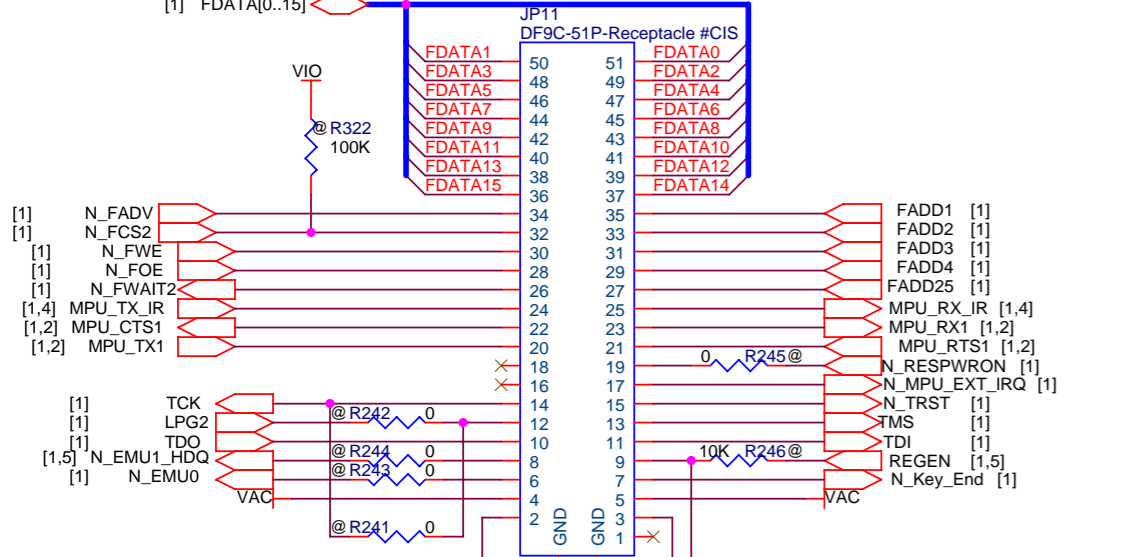 [1] FDATA[0..15]
JP11
DF9C-51P-Receptacle #CIS
FDATA1 50 51 FDATA0
FDATA3 48 49 FDATA2
VIO
FDATA5 46 47 FDATA4
FDATA7 44 45 FDATA6
@ R322
FDATA9 42 43 FDATA8
100K
FDATA11 40 41 FDATA10
FDATA13 38 39 FDATA12
FDATA15 36 37 FDATA14
[1] N_FADV 34 35 FADD1 [1]
[1] N_FCS2 32 33 FADD2 [1]
[1] N_FWE 30 31 FADD3 [1]
[1] N_FOE 28 29 FADD4 [1]
[1] N_FWAIT2 26 27 FADD25 [1]
[1,4] MPU_TX_IR 24 25 MPU_RX_IR [1,4]
[1,2] MPU_CTS1 22 23 MPU_RX1 [1,2]
[1,2] MPU_TX1 20 21 MPU_RTS1 [1,2]
18 19 0 R245@ N_RESPWRON [1]
16 17 N_MPU_EXT_IRQ [1]
[1] TCK 14 15 N_TRST [1]
[1] LPG2 @ R242 0 12 13 TMS [1]
[1] TDO 10 11 TDI [1]
[1,5] N_EMU1_HDQ @ R244 0 8 9 10K R246@ REGEN [1,5]
[1] N_EMU0 @ R243 0 6 7 N_Key_End [1]
VAC 4 5 VAC
2 GND GND 3
@ R241 0 1